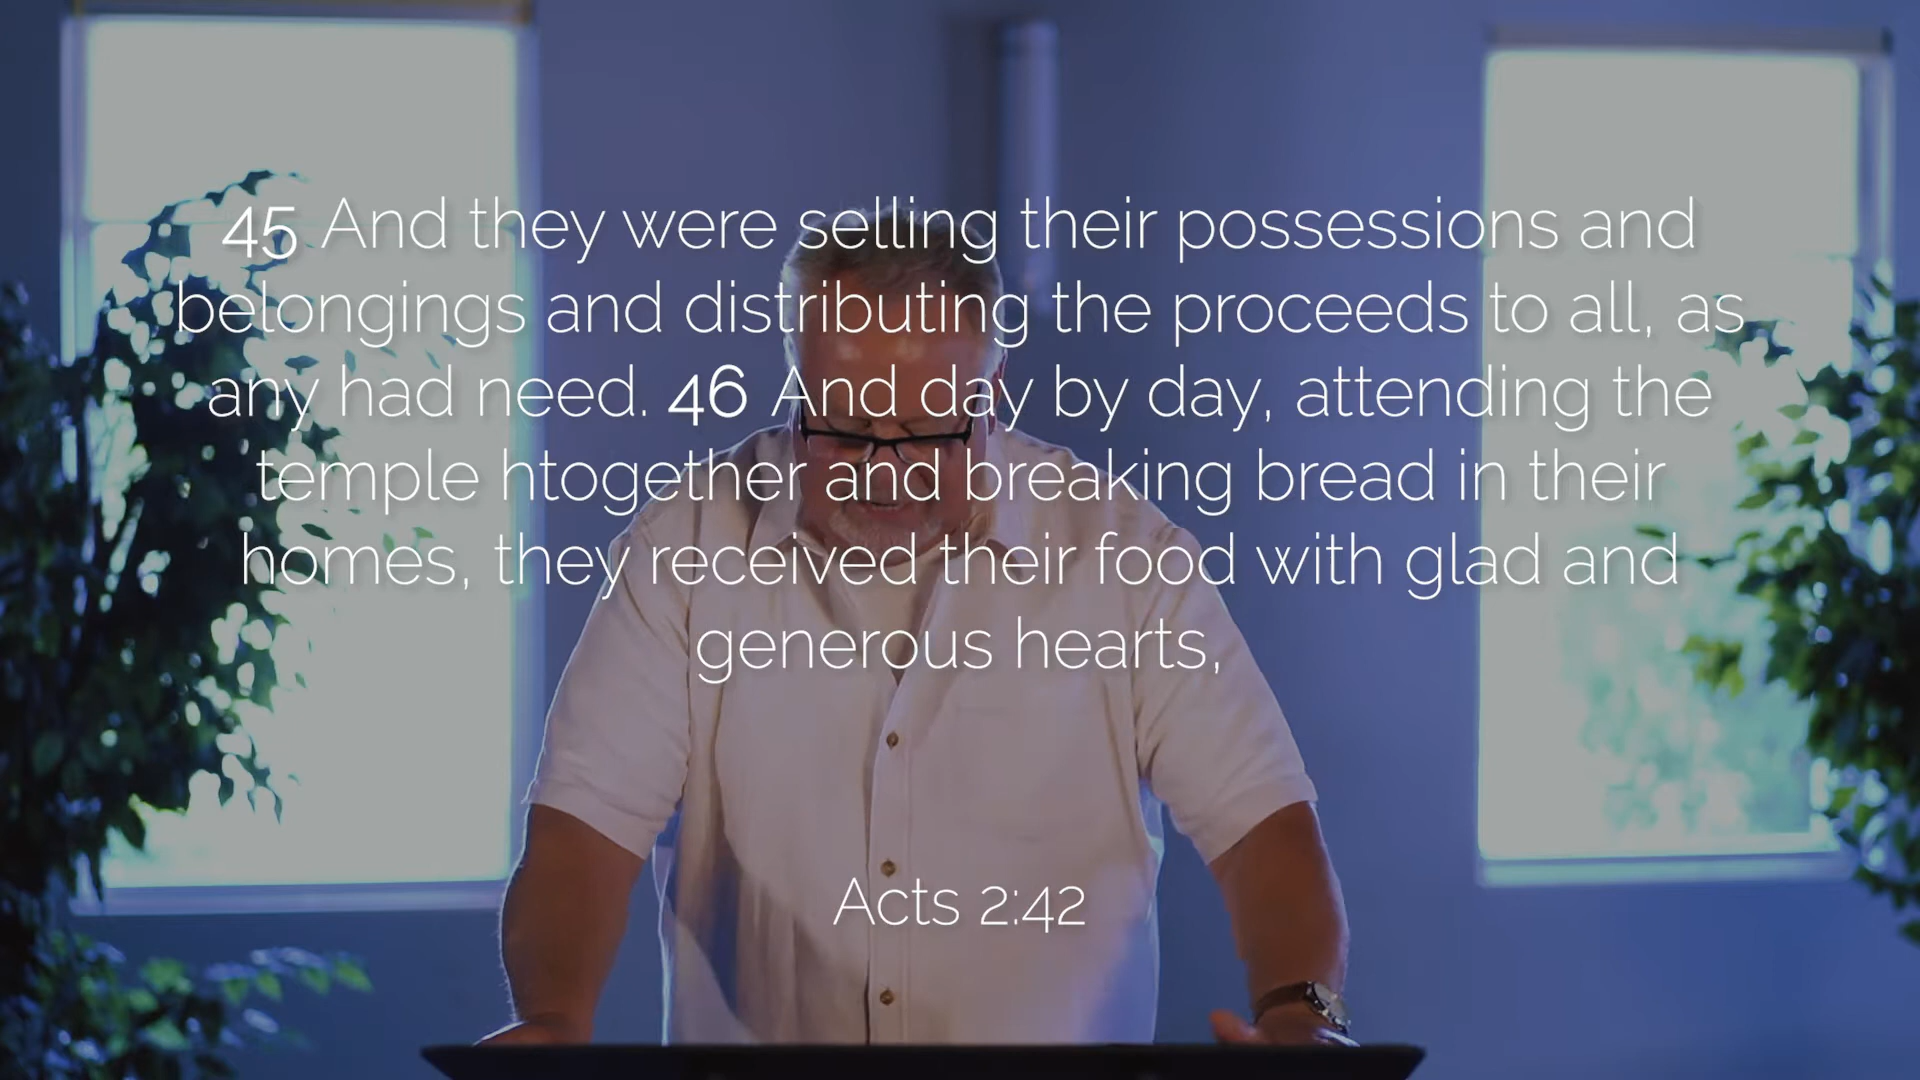 45 And they were selling their possessions and
belongings and distributing the proceeds to all, as
any had need. 46 And day by day, attending the
temple htogether and breaking bread in their
homes, they received their food with glad and
generous hearts,
Acts 2:42